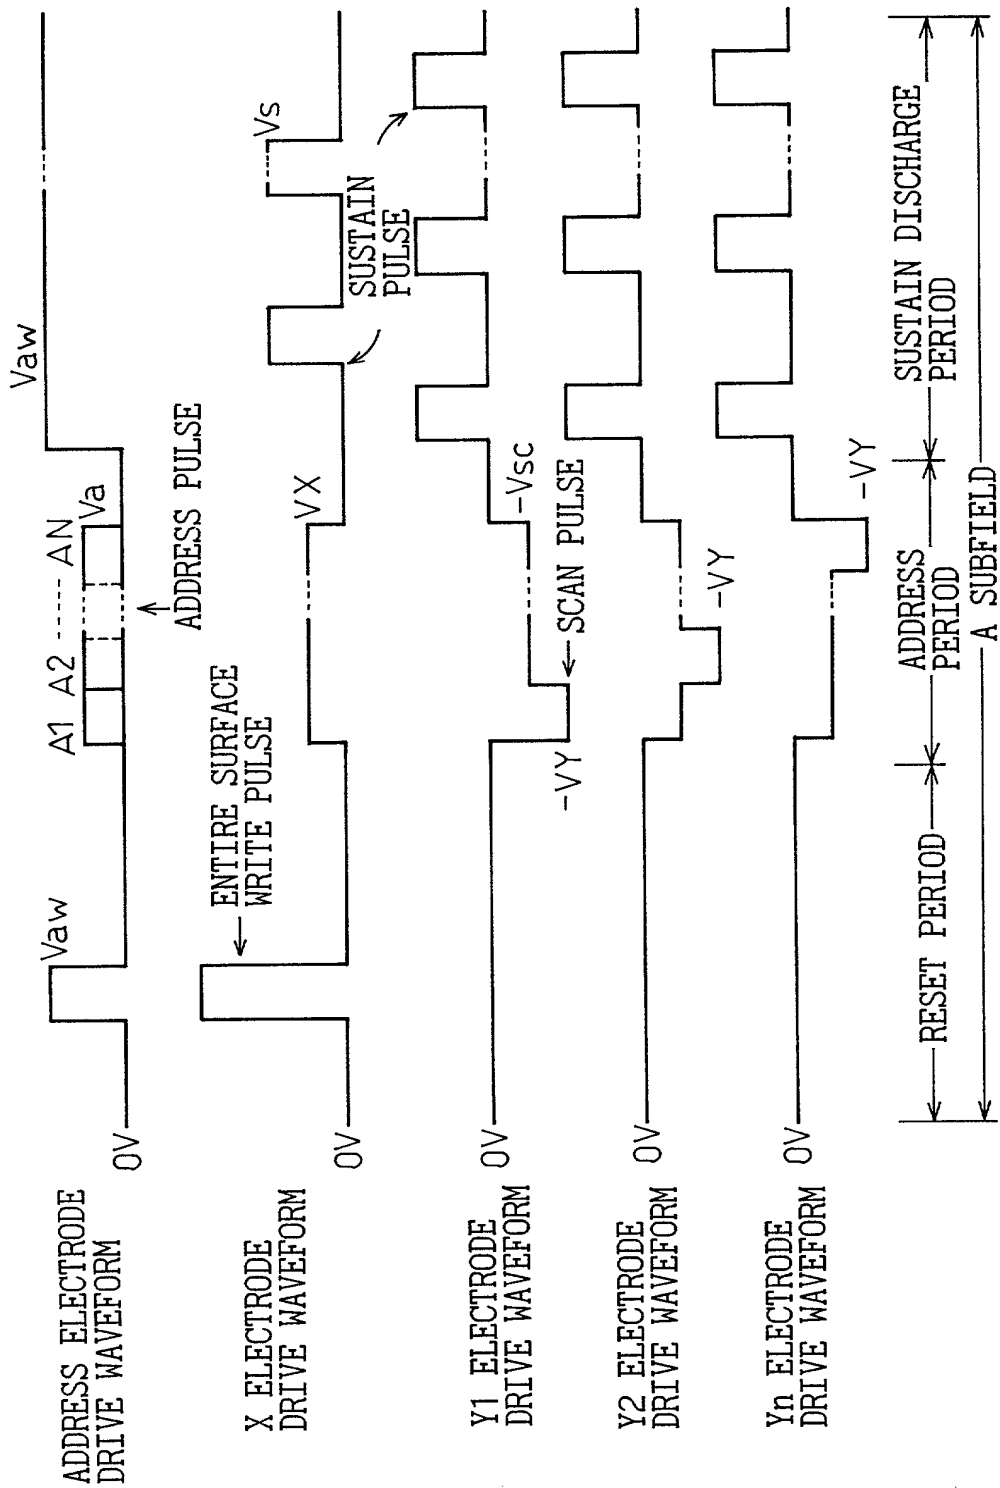 ADDRESS ELECTRODE
DRIVE WAVEFORM
0V
Vaw
A1 A2 ----- AN
Va
Vaw
ADDRESS PULSE
X ELECTRODE
DRIVE WAVEFORM
0V
ENTIRE SURFACE
WRITE PULSE
VX
Vs
SUSTAIN
PULSE
Y1 ELECTRODE
DRIVE WAVEFORM
0V
-VY
-Vsc
SCAN PULSE
Y2 ELECTRODE
DRIVE WAVEFORM
0V
-VY
Yn ELECTRODE
DRIVE WAVEFORM
0V
-VY
RESET PERIOD
ADDRESS
PERIOD
SUSTAIN DISCHARGE
PERIOD
A SUBFIELD